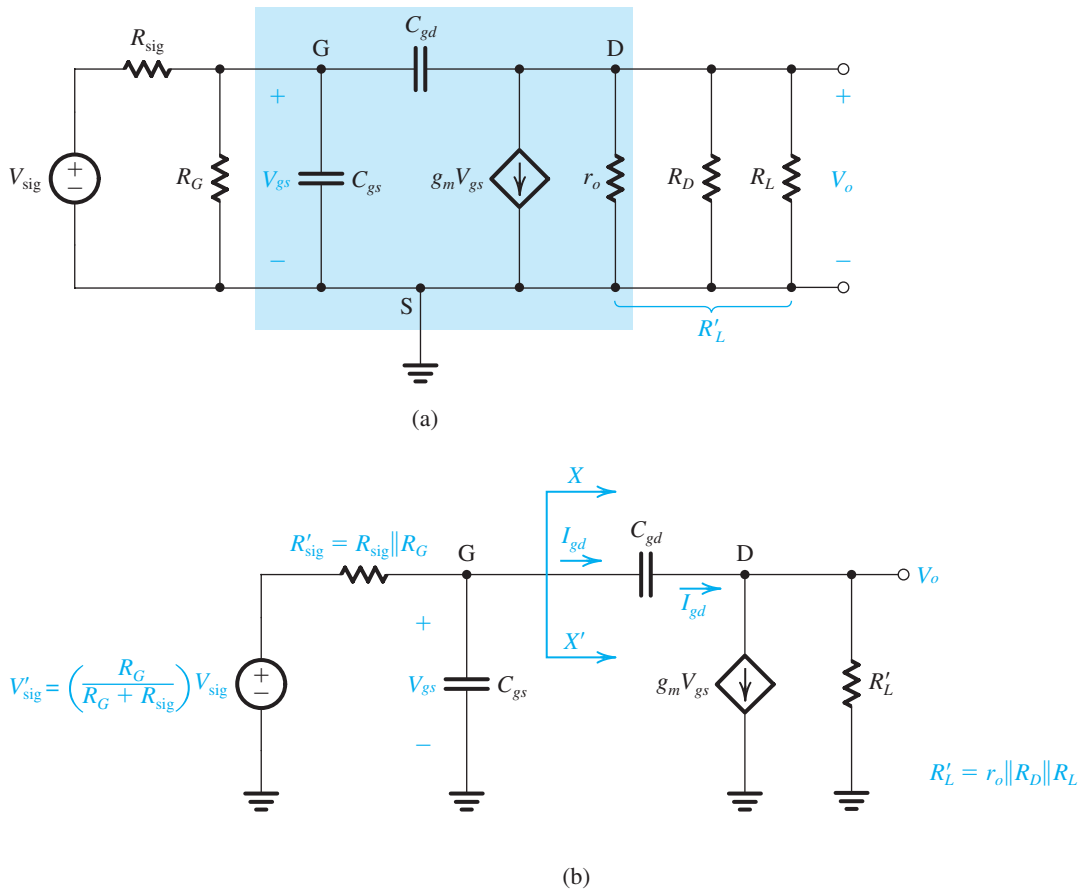 C_gd
R_sig
G
D
+
+
+
−
V_sig
R_G
V_gs
C_gs
g_m V_gs
r_o
R_D
R_L
V_o
−
−
S
R′_L
(a)
X
I_gd
C_gd
R′_sig = R_sig||R_G
G
D
V_o
I_gd
+
X′
V′_sig = (R_G / (R_G + R_sig)) V_sig
+
−
V_gs
C_gs
g_m V_gs
R′_L
−
R′_L = r_o||R_D||R_L
(b)